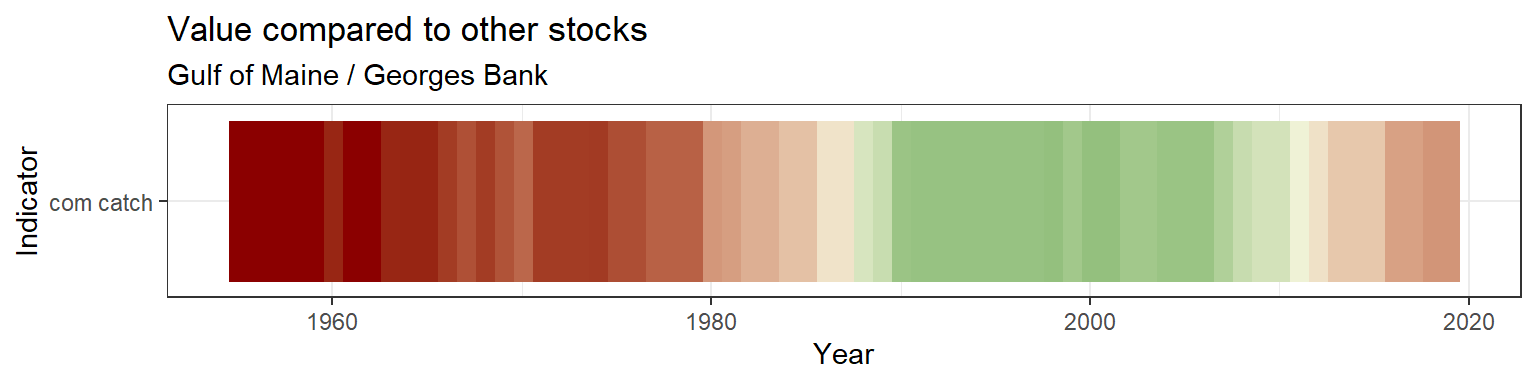 Value compared to other stocks
Gulf of Maine / Georges Bank
Indicator
com catch
1960 1980 2000 2020
Year